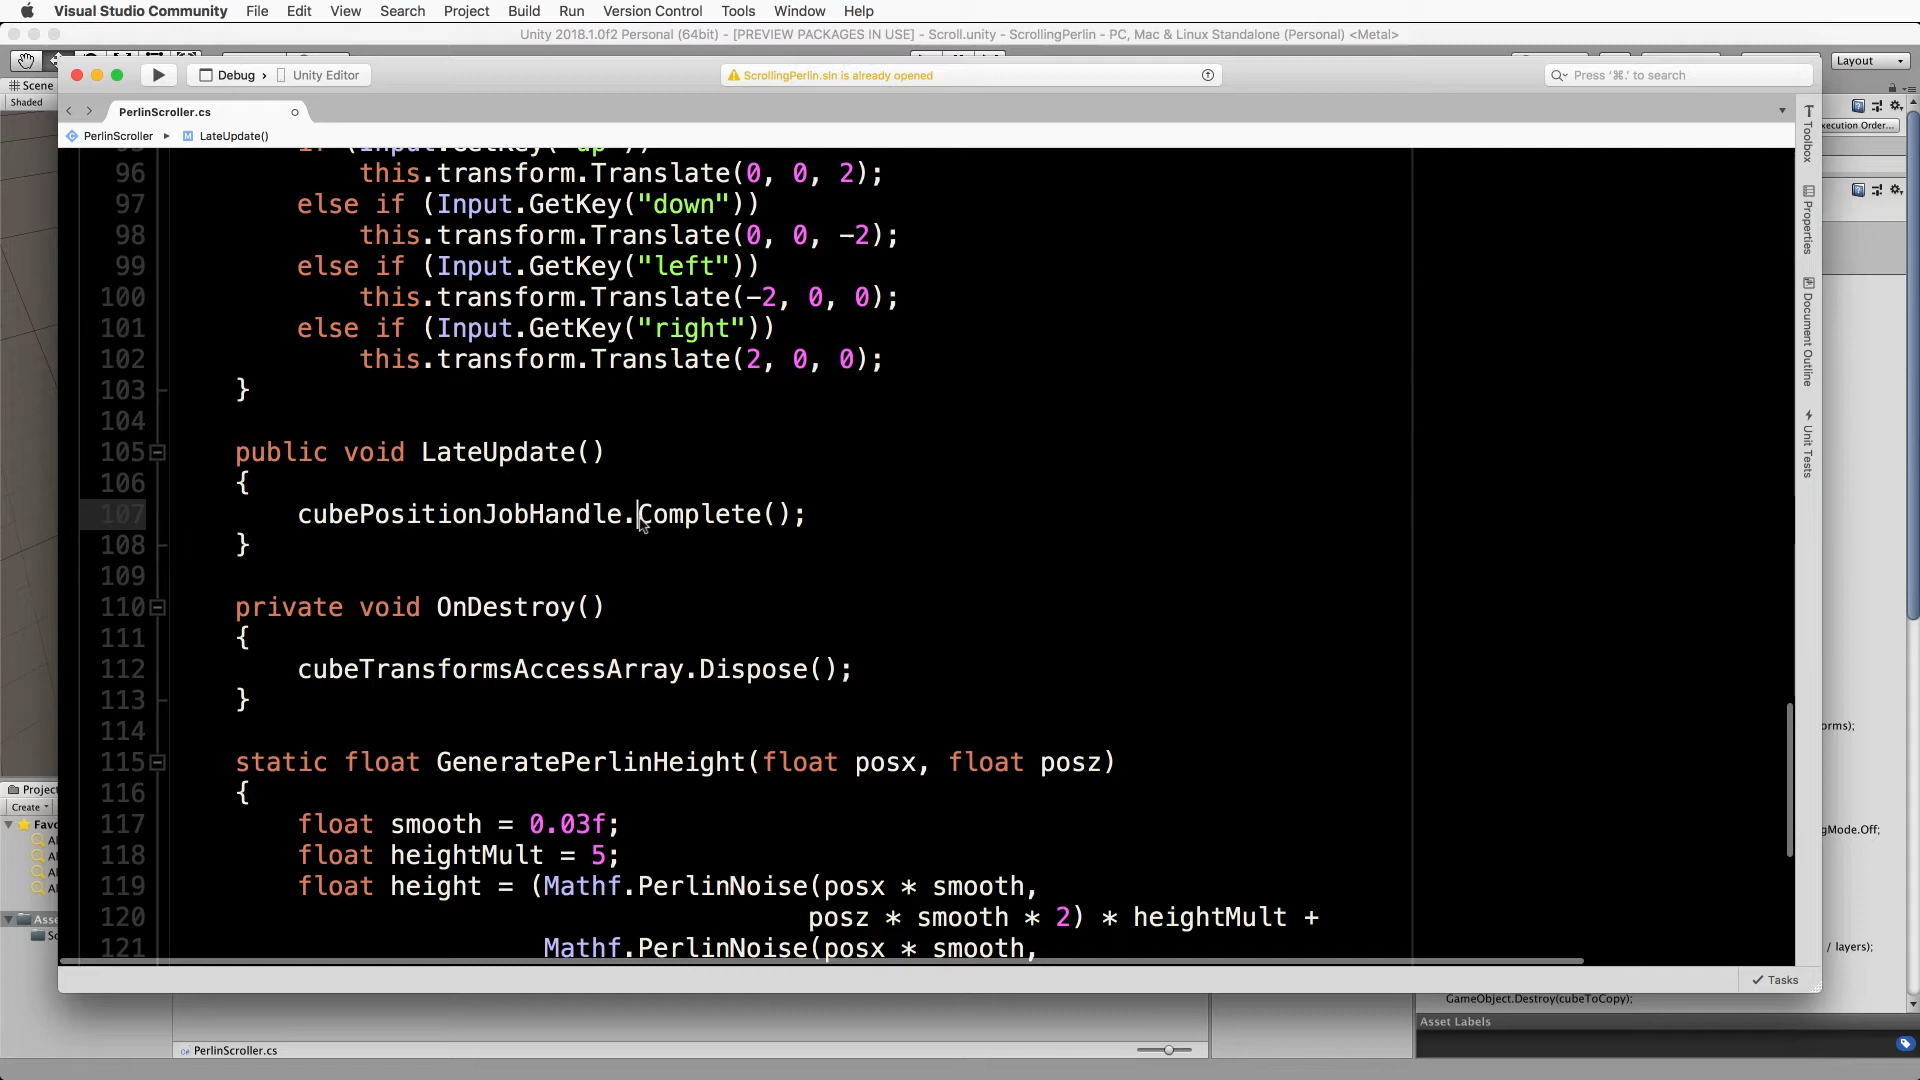 Visual Studio Community File Edit View Search Project Build Run Version Control Tools Window Help
Unity 2018.1.0f2 Personal (64bit) - [PREVIEW PACKAGES IN USE] - Scroll.unity - ScrollingPerlin - PC, Mac & Linux Standalone (Personal) <Metal>
Layout
Scene
Shaded
Debug › Unity Editor
ScrollingPerlin.sln is already opened
Press '⌘.' to search
PerlinScroller.cs
PerlinScroller ▸ LateUpdate()
xecution Order...
Toolbox
Properties
Document Outline
Unit Tests
96 this.transform.Translate(0, 0, 2);
97 else if (Input.GetKey("down"))
98 this.transform.Translate(0, 0, -2);
99 else if (Input.GetKey("left"))
100 this.transform.Translate(-2, 0, 0);
101 else if (Input.GetKey("right"))
102 this.transform.Translate(2, 0, 0);
103 }
104
105 public void LateUpdate()
106 {
107 cubePositionJobHandle.Complete();
108 }
109
110 private void OnDestroy()
111 {
112 cubeTransformsAccessArray.Dispose();
113 }
114
115 static float GeneratePerlinHeight(float posx, float posz)
116 {
117 float smooth = 0.03f;
118 float heightMult = 5;
119 float height = (Mathf.PerlinNoise(posx * smooth,
120 posz * smooth * 2) * heightMult +
121 Mathf.PerlinNoise(posx * smooth,
orms);
gMode.Off;
/ layers);
Projec
Create
Favo
Asse
Tasks
GameObject.Destroy(cubeToCopy);
Asset Labels
PerlinScroller.cs